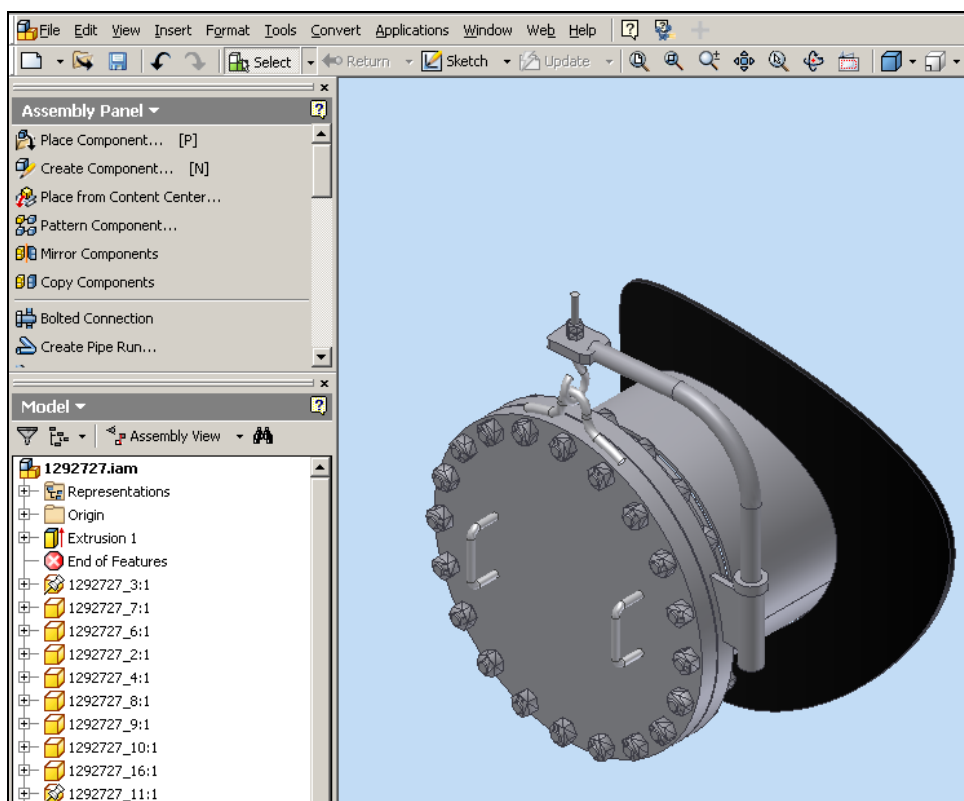 File Edit View Insert Format Tools Convert Applications Window Web Help
Select Return Sketch Update
Assembly Panel
Place Component... [P]
Create Component... [N]
Place from Content Center...
Pattern Component...
Mirror Components
Copy Components
Bolted Connection
Create Pipe Run...
Model
Assembly View
1292727.iam
Representations
Origin
Extrusion 1
End of Features
1292727_3:1
1292727_7:1
1292727_6:1
1292727_2:1
1292727_4:1
1292727_8:1
1292727_9:1
1292727_10:1
1292727_16:1
1292727_11:1